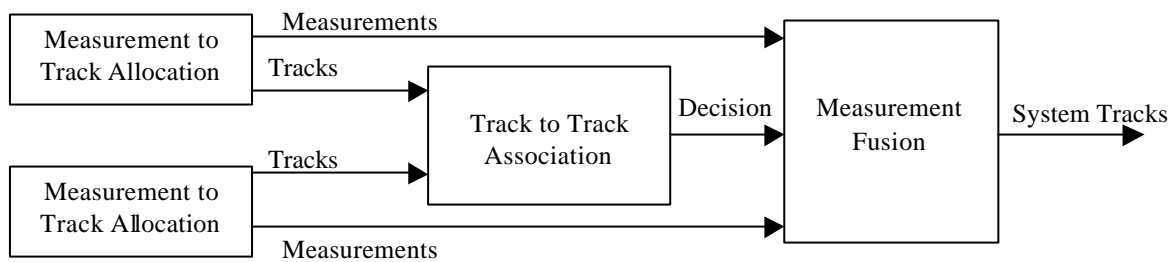 Measurements
Measurement to
Track Allocation
Tracks
Track to Track
Association
Decision
Measurement
Fusion
System Tracks
Tracks
Measurement to
Track Allocation
Measurements